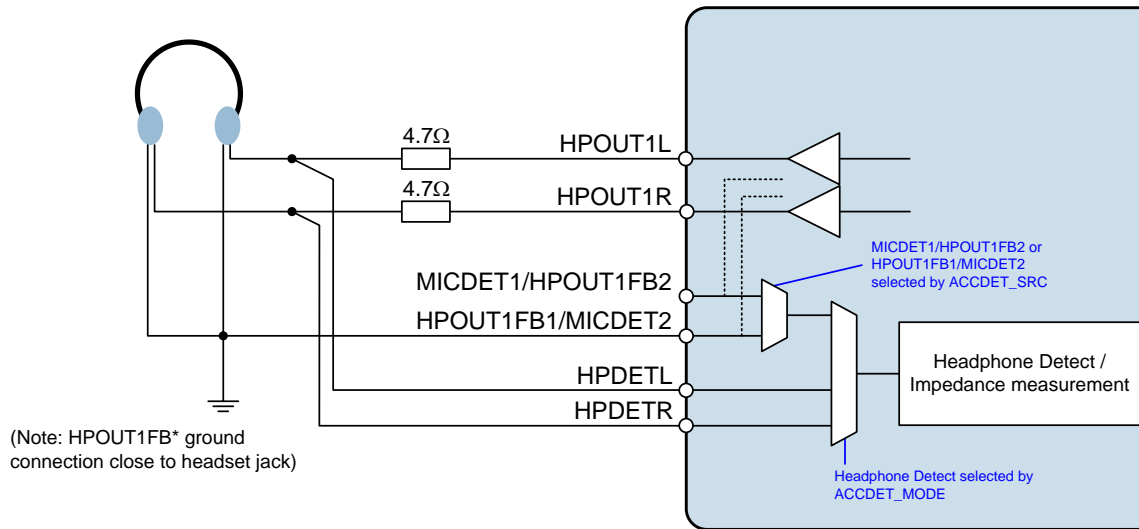 4.7Ω
HPOUT1L
4.7Ω
HPOUT1R
MICDET1/HPOUT1FB2 or
HPOUT1FB1/MICDET2
selected by ACCDET_SRC
MICDET1/HPOUT1FB2
HPOUT1FB1/MICDET2
Headphone Detect /
Impedance measurement
HPDETL
HPDETR
(Note: HPOUT1FB* ground
connection close to headset jack)
Headphone Detect selected by
ACCDET_MODE